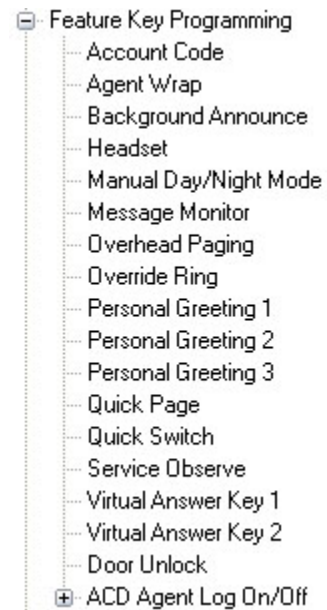 Feature Key Programming
Account Code
Agent Wrap
Background Announce
Headset
Manual Day/Night Mode
Message Monitor
Overhead Paging
Override Ring
Personal Greeting 1
Personal Greeting 2
Personal Greeting 3
Quick Page
Quick Switch
Service Observe
Virtual Answer Key 1
Virtual Answer Key 2
Door Unlock
ACD Agent Log On/Off